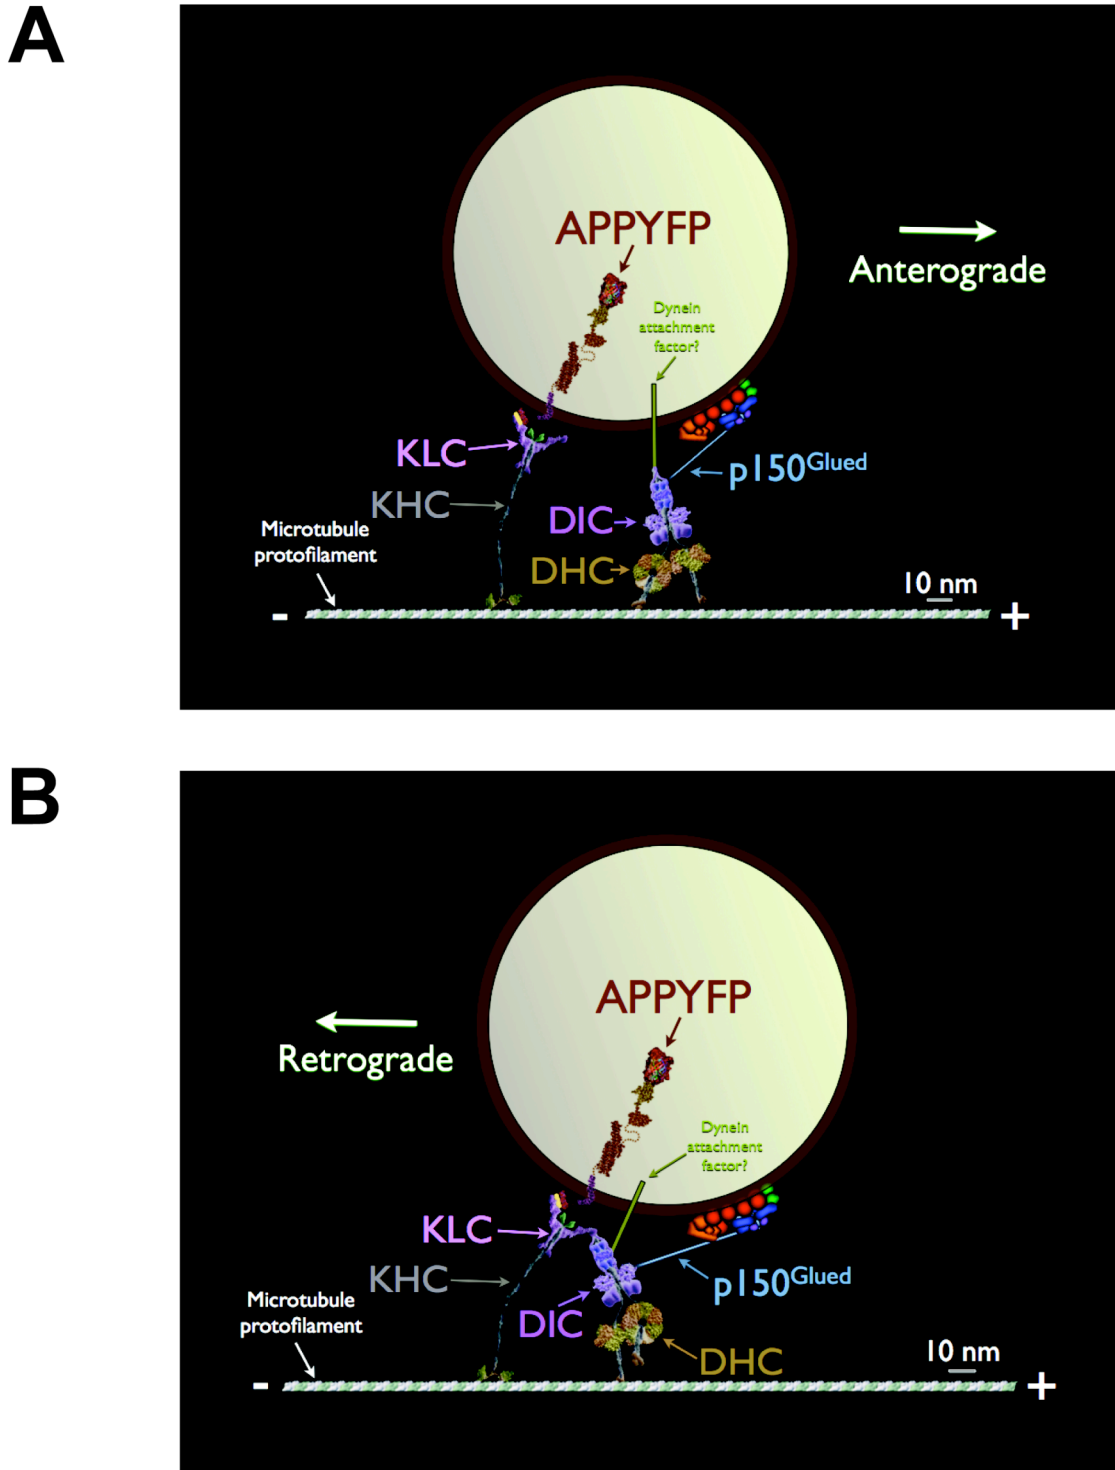 A
APPYFP
Anterograde
Dynein
attachment
factor?
KLC
p150Glued
KHC
DIC
Microtubule
protofilament
DHC
10 nm
- +
B
APPYFP
Retrograde
Dynein
attachment
factor?
KLC
KHC
p150Glued
Microtubule
protofilament
DIC
DHC
10 nm
- +